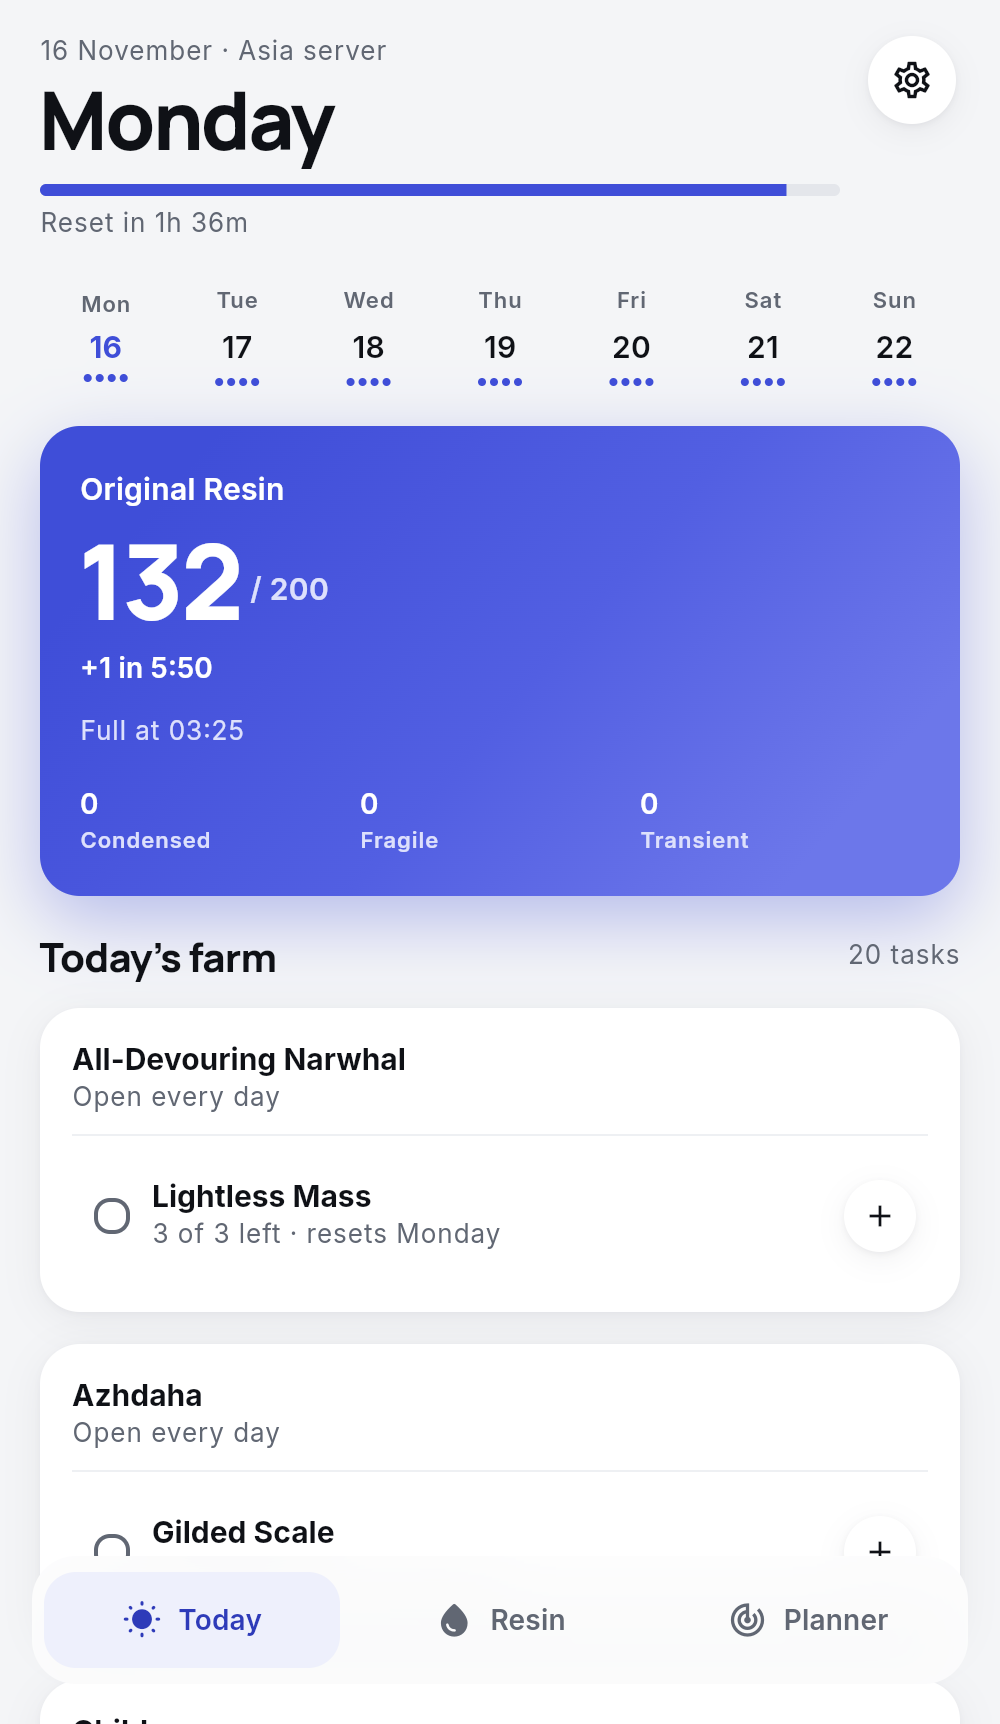 16 November · Asia server
Monday
Reset in 1h 36m
Mon Tue Wed Thu Fri Sat Sun
16 17 18 19 20 21 22
Original Resin
132 / 200
+1 in 5:50
Full at 03:25
0 0 0
Condensed Fragile Transient
Today’s farm 20 tasks
All-Devouring Narwhal
Open every day
Lightless Mass
3 of 3 left · resets Monday
Azhdaha
Open every day
Gilded Scale
Today Resin Planner